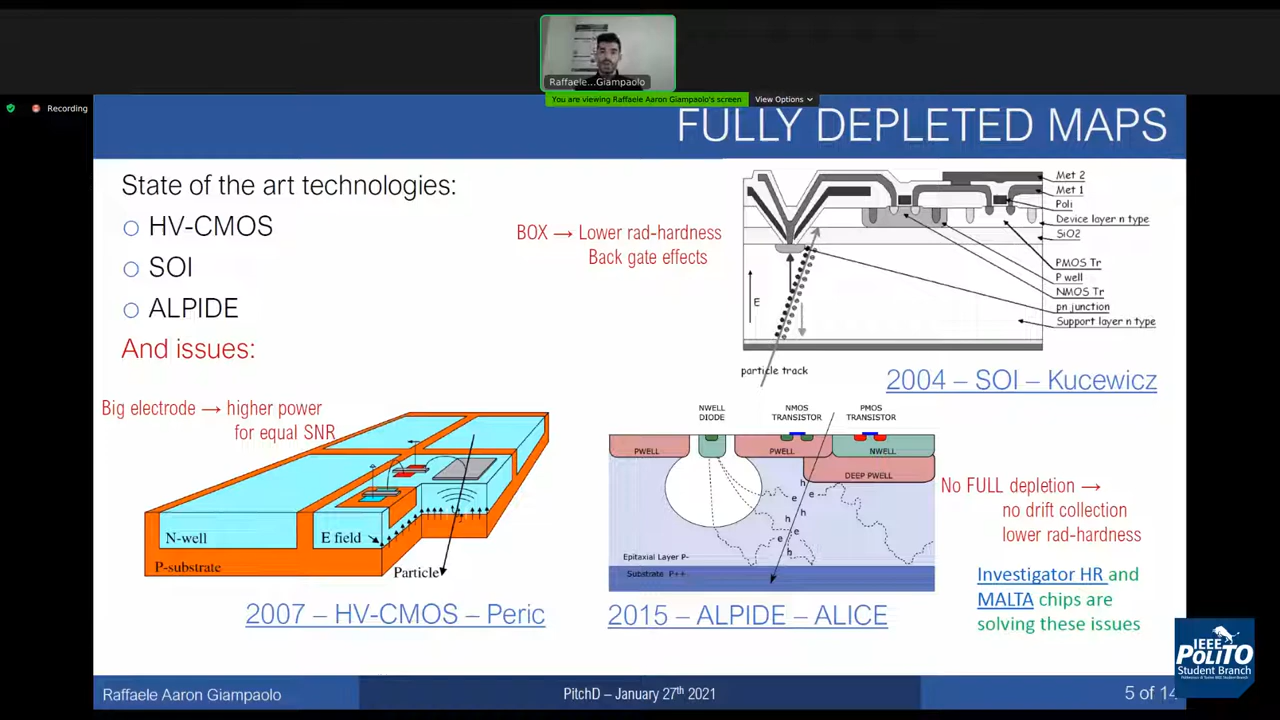 Raffaele...Giampaolo
You are viewing Raffaele Aaron Giampaolo's screen
View Options
Recording
FULLY DEPLETED MAPS
State of the art technologies:
HV-CMOS
SOI
ALPIDE
And issues:
BOX → Lower rad-hardness
Back gate effects
Met 2
Met 1
Poli
Device layer n type
SiO2
PMOS Tr
P well
NMOS Tr
pn junction
Support layer n type
E
particle track
2004 – SOI – Kucewicz
Big electrode → higher power
for equal SNR
N-well
E field
P-substrate
Particle
2007 – HV-CMOS – Peric
NWELL
DIODE
NMOS
TRANSISTOR
PMOS
TRANSISTOR
PWELL
PWELL
NWELL
DEEP PWELL
h
e
h
e
h
e
h
e
h
Epitaxial Layer P-
Substrate P++
2015 – ALPIDE – ALICE
No FULL depletion →
no drift collection
lower rad-hardness
Investigator HR and
MALTA chips are
solving these issues
IEEE
POLITO
Student Branch
Raffaele Aaron Giampaolo
PitchD – January 27th 2021
5 of 14